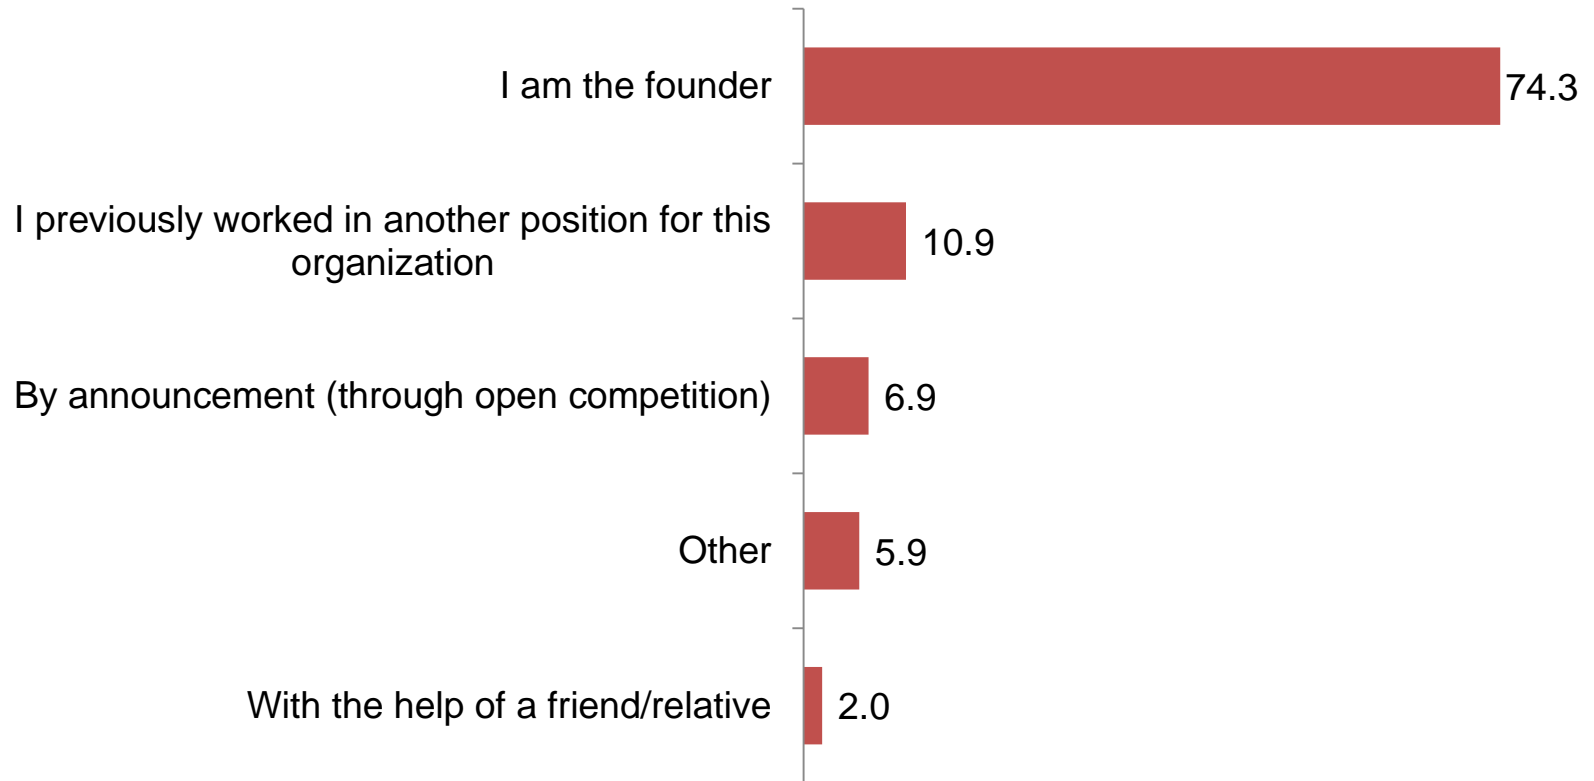 I am the founder
74.3
I previously worked in another position for this
organization
10.9
By announcement (through open competition)
6.9
Other
5.9
With the help of a friend/relative
2.0